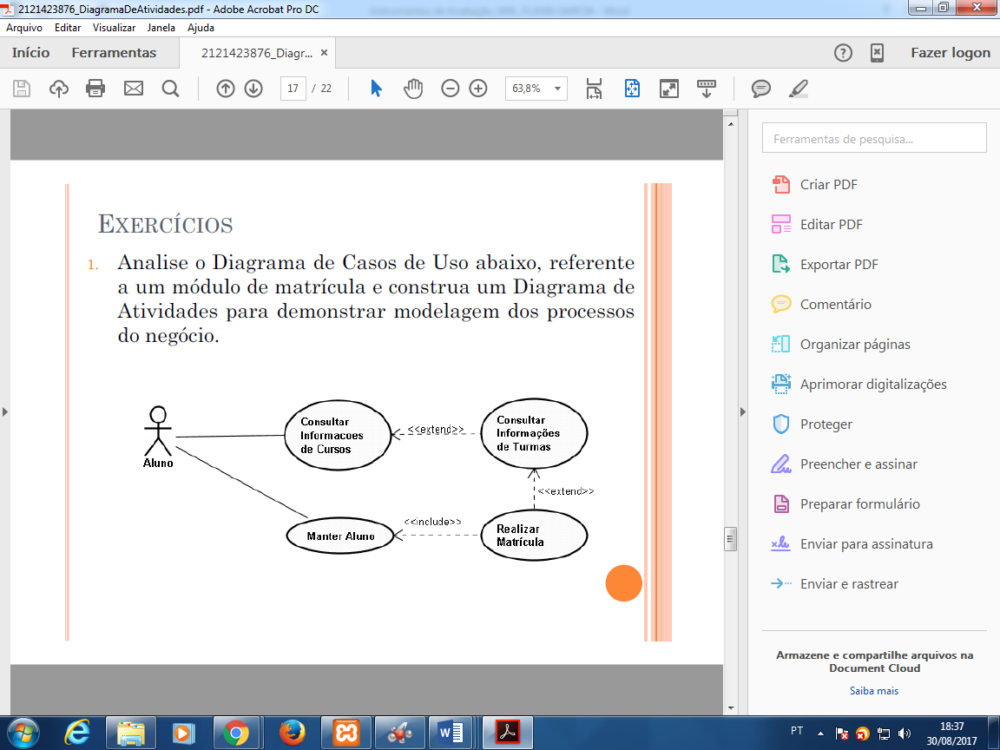 2121423876_DiagramaDeAtividades.pdf - Adobe Acrobat Pro DC
Arquivo Editar Visualizar Janela Ajuda
Início Ferramentas 2121423876_Diagr... × Fazer logon
17 / 22 63,8%
EXERCÍCIOS
1. Analise o Diagrama de Casos de Uso abaixo, referente
a um módulo de matrícula e construa um Diagrama de
Atividades para demonstrar modelagem dos processos
do negócio.
Aluno
Consultar
Informacoes
de Cursos
<<extend>>
Consultar
Informações
de Turmas
<<extend>>
Manter Aluno
<<include>>
Realizar
Matrícula
Ferramentas de pesquisa...
Criar PDF
Editar PDF
Exportar PDF
Comentário
Organizar páginas
Aprimorar digitalizações
Proteger
Preencher e assinar
Preparar formulário
Enviar para assinatura
Enviar e rastrear
Armazene e compartilhe arquivos na
Document Cloud
Saiba mais
PT
18:37
30/08/2017